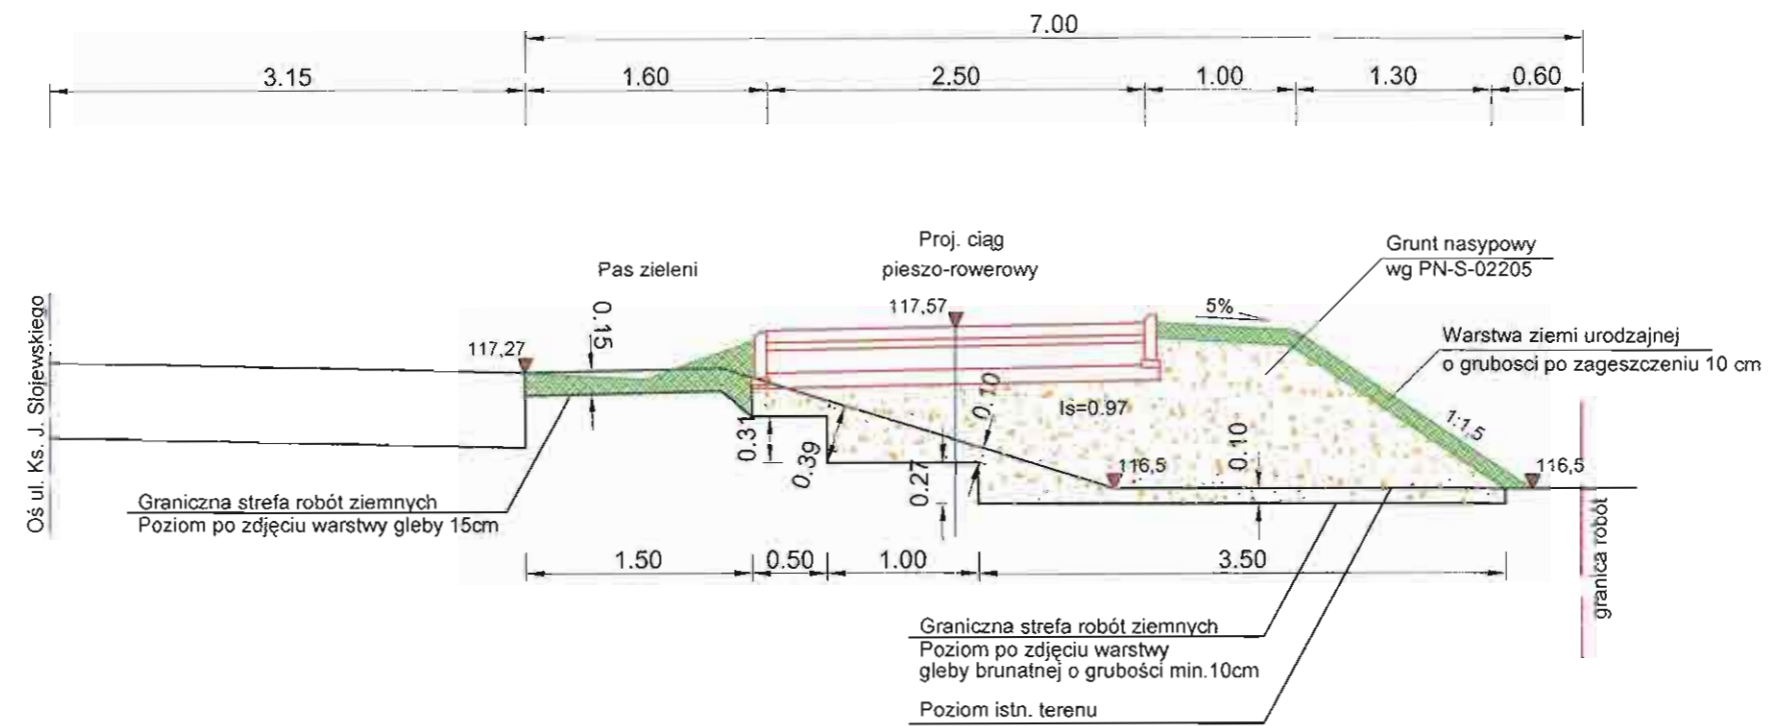 7.00
3.15
1.60
2.50
1.00
1.30
0.60
Proj. ciąg
pieszo-rowerowy
Pas zieleni
Grunt nasypowy
wg PN-S-02205
Oś ul. Ks. J. Słojewskiego
0.15
117,57
5%
117,27
Warstwa ziemi urodzajnej
o grubosci po zagęszczeniu 10 cm
0.10
Is=0.97
1:1,5
0.31
0.39
0.27
116,5
0.10
116,5
Graniczna strefa robót ziemnych
Poziom po zdjęciu warstwy gleby 15cm
1.50
0.50
1.00
3.50
granica robót
Graniczna strefa robót ziemnych
Poziom po zdjęciu warstwy
gleby brunatnej o grubości min.10cm
Poziom istn. terenu